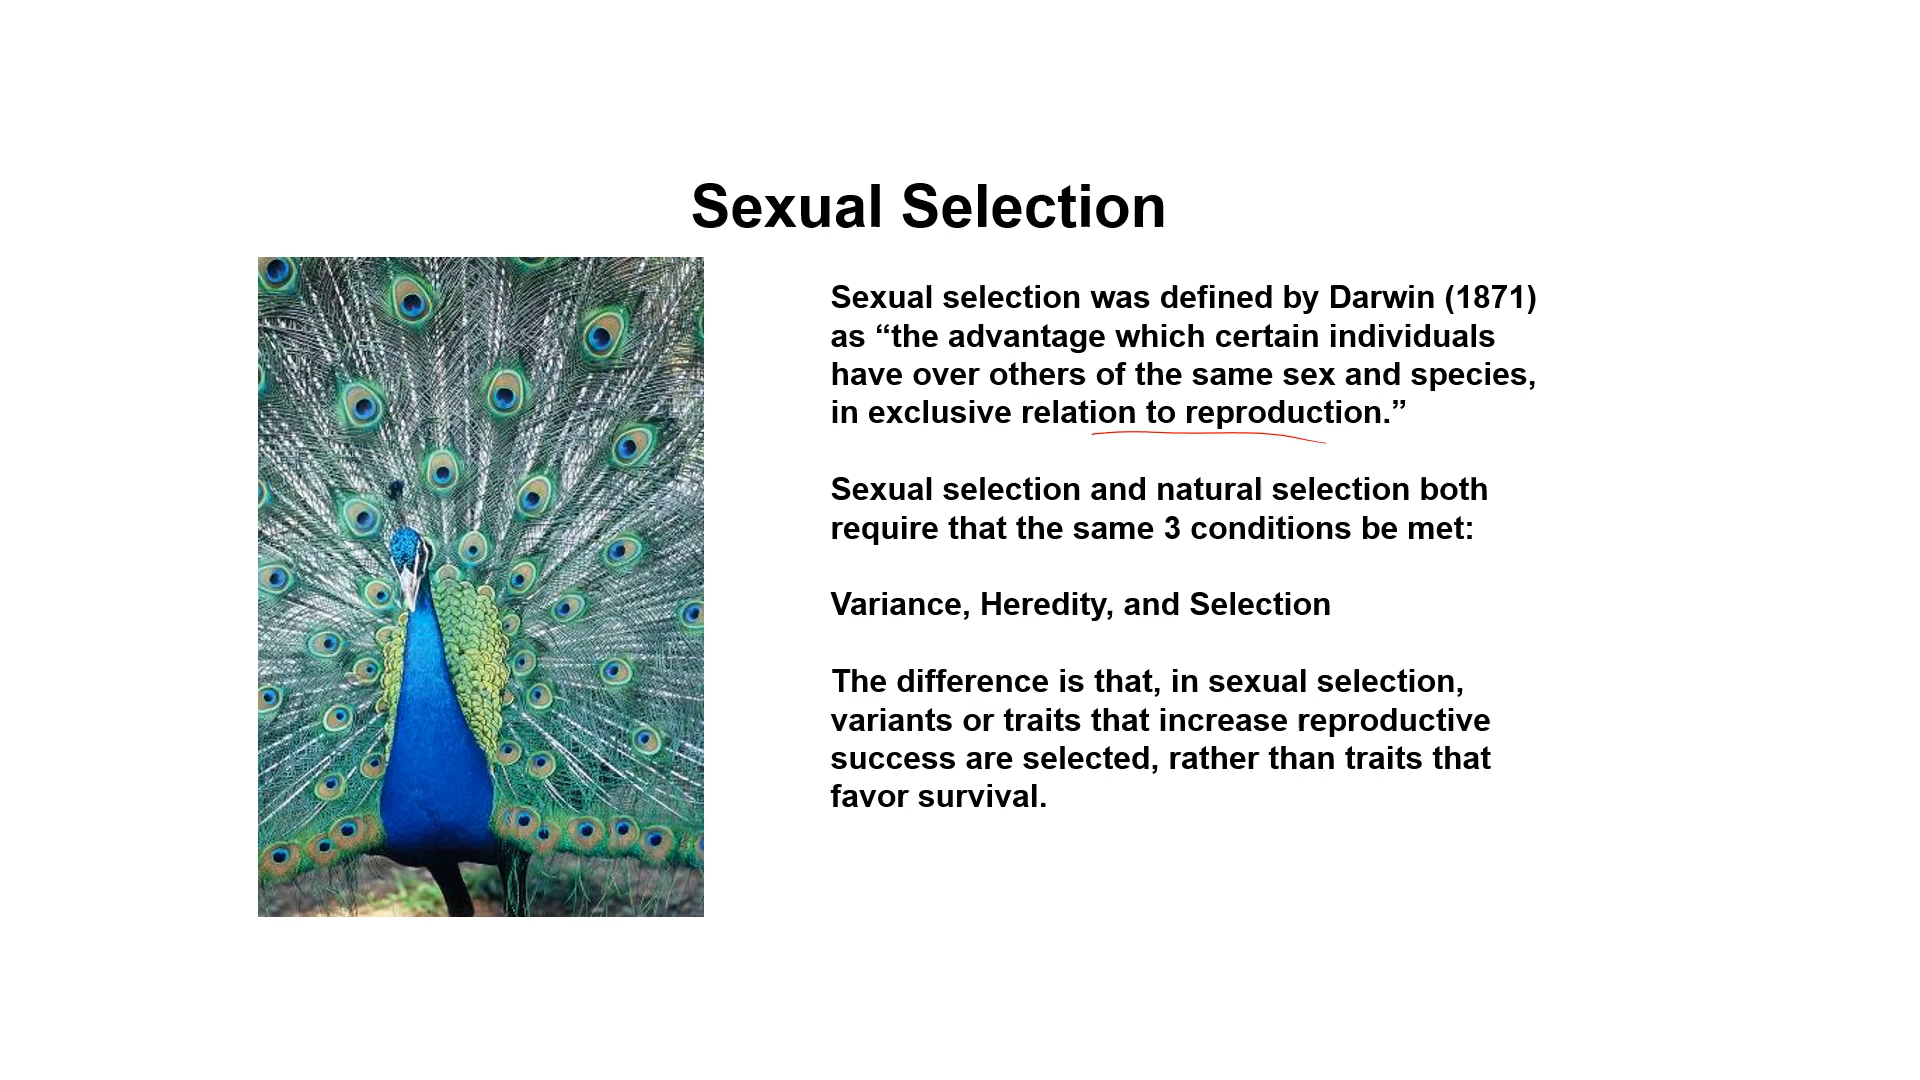 Sexual Selection
Sexual selection was defined by Darwin (1871)
as “the advantage which certain individuals
have over others of the same sex and species,
in exclusive relation to reproduction.”
Sexual selection and natural selection both
require that the same 3 conditions be met:
Variance, Heredity, and Selection
The difference is that, in sexual selection,
variants or traits that increase reproductive
success are selected, rather than traits that
favor survival.